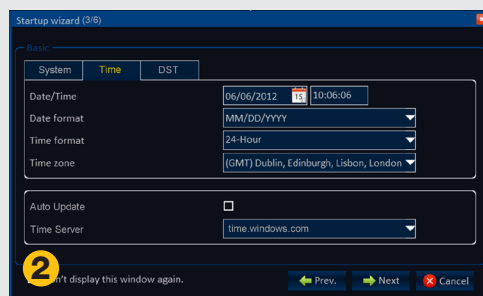 Startup wizard (3/6)
Basic
System Time DST
Date/Time 06/06/2012 15 10:06:06
Date format MM/DD/YYYY
Time format 24-Hour
Time zone (GMT) Dublin, Edinburgh, Lisbon, London
Auto Update
Time Server time.windows.com
2 n't display this window again. Prev. Next Cancel